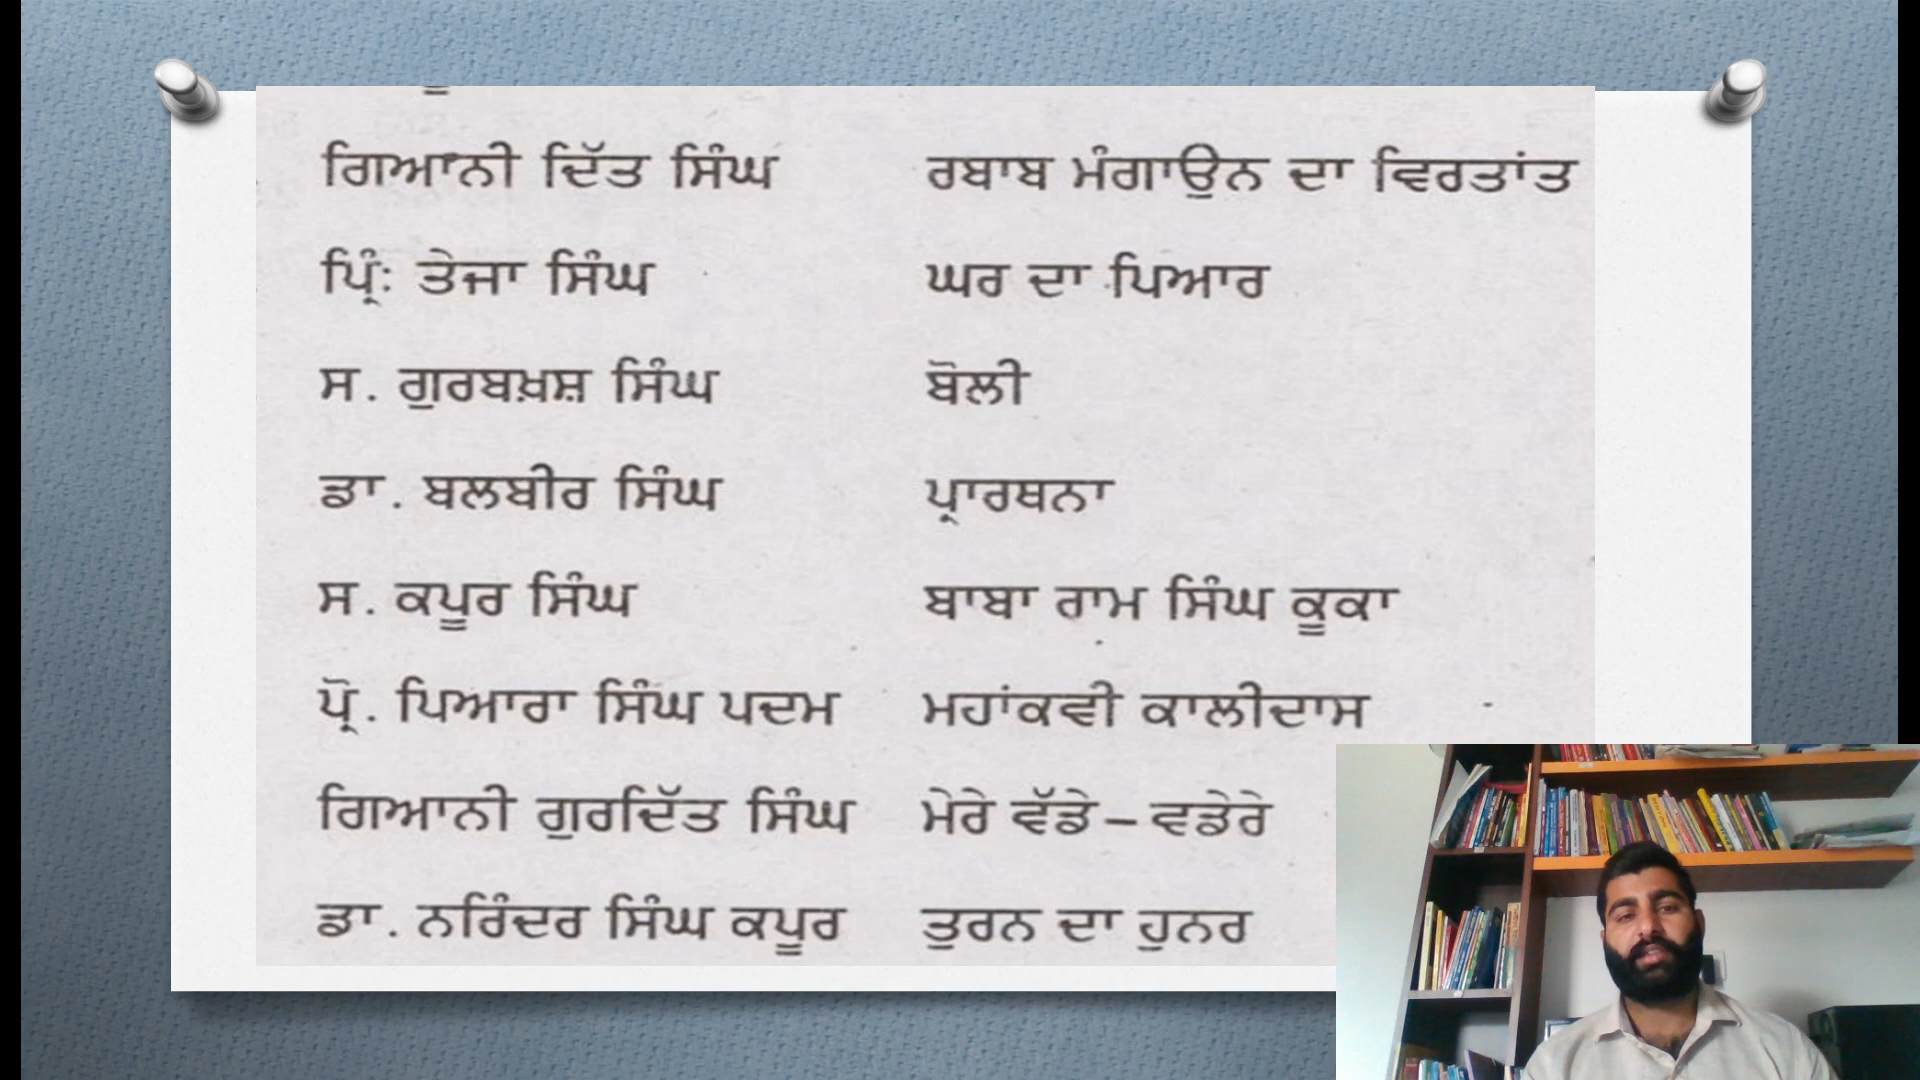 ਗਿਆਨੀ ਦਿੱਤ ਸਿੰਘ ਰਬਾਬ ਮੰਗਾਉਨ ਦਾ ਵਿਰਤਾਂਤ
ਪ੍ਰਿੰ: ਤੇਜਾ ਸਿੰਘ ਘਰ ਦਾ ਪਿਆਰ
ਸ. ਗੁਰਬਖ਼ਸ਼ ਸਿੰਘ ਬੋਲੀ
ਡਾ. ਬਲਬੀਰ ਸਿੰਘ ਪ੍ਰਾਰਥਨਾ
ਸ. ਕਪੂਰ ਸਿੰਘ ਬਾਬਾ ਰਾਮ ਸਿੰਘ ਕੂਕਾ
ਪ੍ਰੋ. ਪਿਆਰਾ ਸਿੰਘ ਪਦਮ ਮਹਾਂਕਵੀ ਕਾਲੀਦਾਸ
ਗਿਆਨੀ ਗੁਰਦਿੱਤ ਸਿੰਘ ਮੇਰੇ ਵੱਡੇ-ਵਡੇਰੇ
ਡਾ. ਨਰਿੰਦਰ ਸਿੰਘ ਕਪੂਰ ਤੁਰਨ ਦਾ ਹੁਨਰ